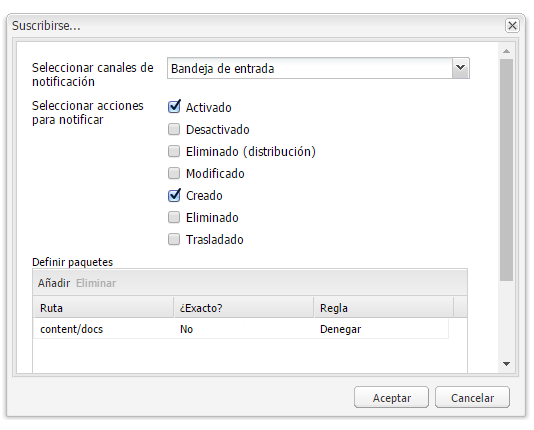 Suscribirse...
Seleccionar canales de
notificación
Bandeja de entrada
Seleccionar acciones
para notificar
Activado
Desactivado
Eliminado (distribución)
Modificado
Creado
Eliminado
Trasladado
Definir paquetes
Añadir Eliminar
Ruta ¿Exacto? Regla
content/docs No Denegar
Aceptar Cancelar